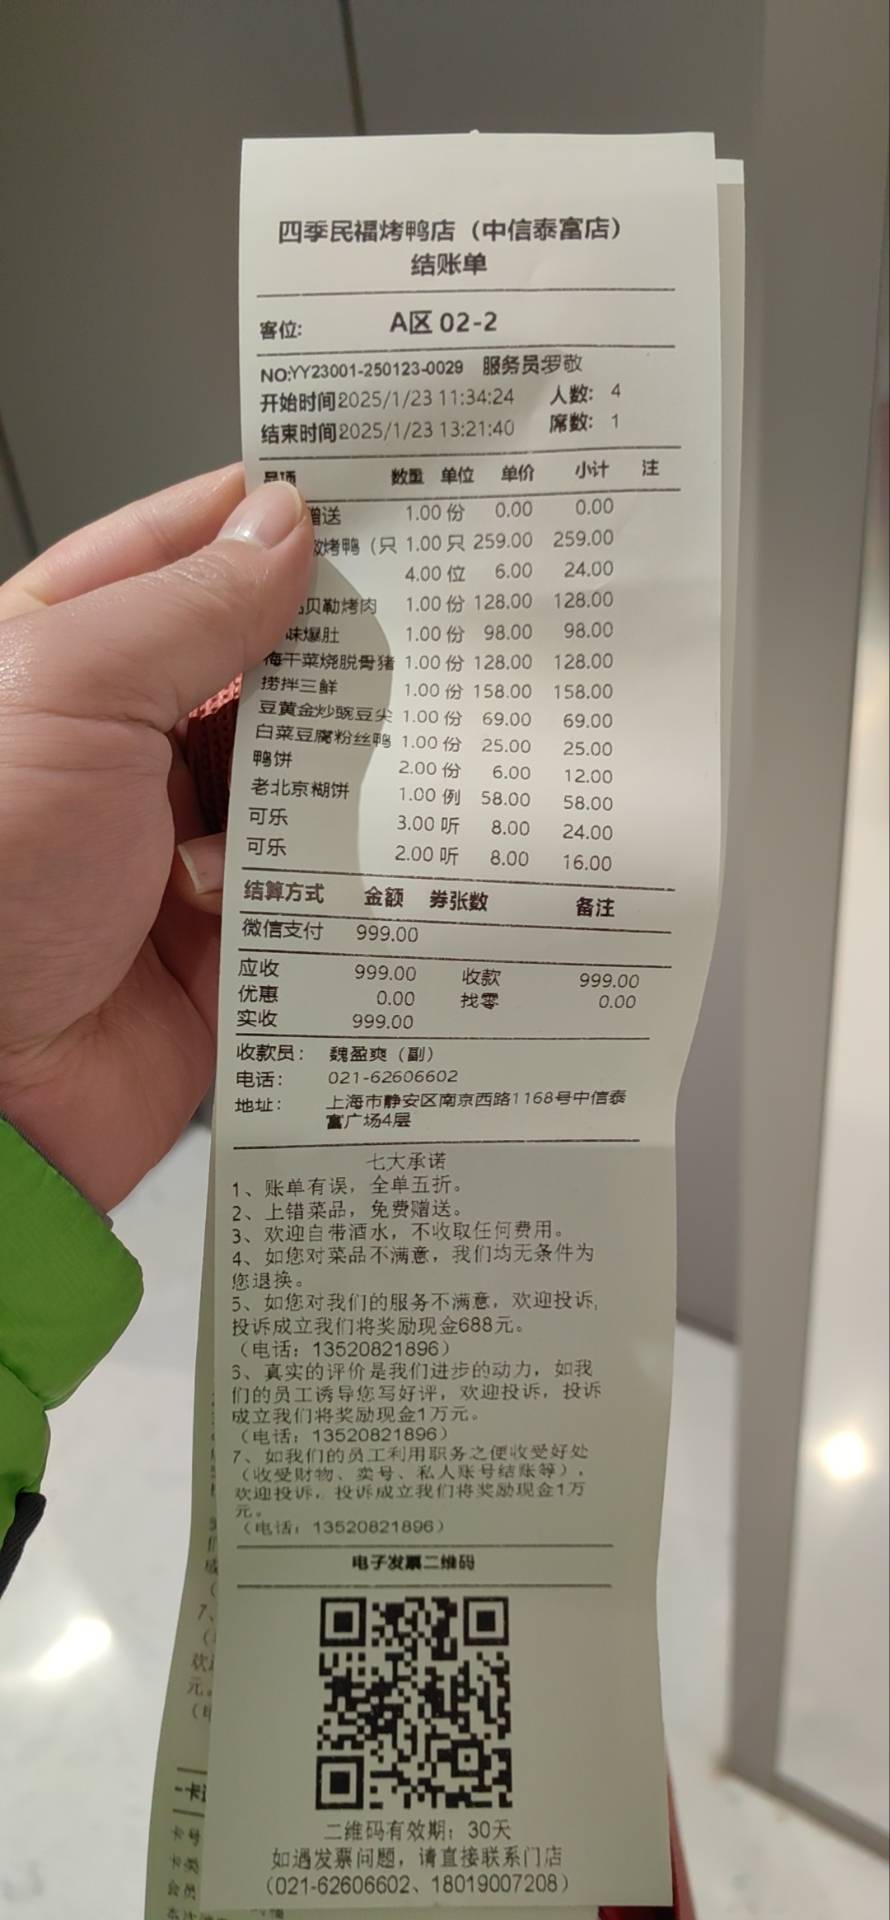 四季民福烤鸭店（中信泰富店）
结账单
客位: A区 02-2
NO:YY23001-250123-0029 服务员:罗敬
开始时间2025/1/23 11:34:24 人数: 4
结束时间2025/1/23 13:21:40 席数: 1
品项 数量 单位 单价 小计 注
赠送 1.00 份 0.00 0.00
烤鸭（只 1.00 只 259.00 259.00
4.00 位 6.00 24.00
贝勒烤肉 1.00 份 128.00 128.00
味爆肚 1.00 份 98.00 98.00
梅干菜烧脱骨猪 1.00 份 128.00 128.00
捞拌三鲜 1.00 份 158.00 158.00
豆黄金炒豌豆尖 1.00 份 69.00 69.00
白菜豆腐粉丝鸭 1.00 份 25.00 25.00
鸭饼 2.00 份 6.00 12.00
老北京糊饼 1.00 例 58.00 58.00
可乐 3.00 听 8.00 24.00
可乐 2.00 听 8.00 16.00
结算方式 金额 券张数 备注
微信支付 999.00
应收 999.00 收款 999.00
优惠 0.00 找零 0.00
实收 999.00
收款员: 魏盈爽（副）
电话: 021-62606602
地址: 上海市静安区南京西路1168号中信泰
富广场4层
七大承诺
1、账单有误，全单五折。
2、上错菜品，免费赠送。
3、欢迎自带酒水，不收取任何费用。
4、如您对菜品不满意，我们均无条件为
您退换。
5、如您对我们的服务不满意，欢迎投诉,
投诉成立我们将奖励现金688元。
（电话：13520821896）
6、真实的评价是我们进步的动力，如我
们的员工诱导您写好评，欢迎投诉，投诉
成立我们将奖励现金1万元。
（电话：13520821896）
7、如我们的员工利用职务之便收受好处
（收受财物、卖号、私人账号结账等），
欢迎投诉，投诉成立我们将奖励现金1万
元。
（电话：13520821896）
电子发票二维码
二维码有效期：30天
如遇发票问题，请直接联系门店
（021-62606602、18019007208）